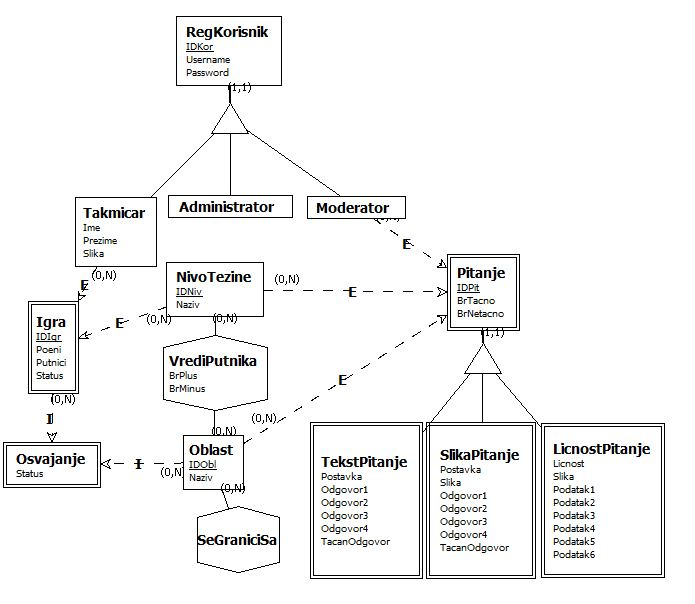 RegKorisnik
IDKor
Username
Password
(1,1)
Takmicar
Ime
Prezime
Slika
Administrator
Moderator
E
(0,N)
E
NivoTezine
IDNiv
Naziv
(0,N)
E
Pitanje
IDPit
BrTacno
BrNetacno
(1,1)
Igra
IDIgr
Poeni
Putnici
Status
(0,N)
E
(0,N)
(0,N)
VrediPutnika
BrPlus
BrMinus
E
(0,N)
I
(0,N)
(0,N)
Oblast
IDObl
Naziv
(0,N)
Osvajanje
Status
I
(0,N)
SeGraniciSa
TekstPitanje
Postavka
Odgovor1
Odgovor2
Odgovor3
Odgovor4
TacanOdgovor
SlikaPitanje
Postavka
Slika
Odgovor1
Odgovor2
Odgovor3
Odgovor4
TacanOdgovor
LicnostPitanje
Licnost
Slika
Podatak1
Podatak2
Podatak3
Podatak4
Podatak5
Podatak6